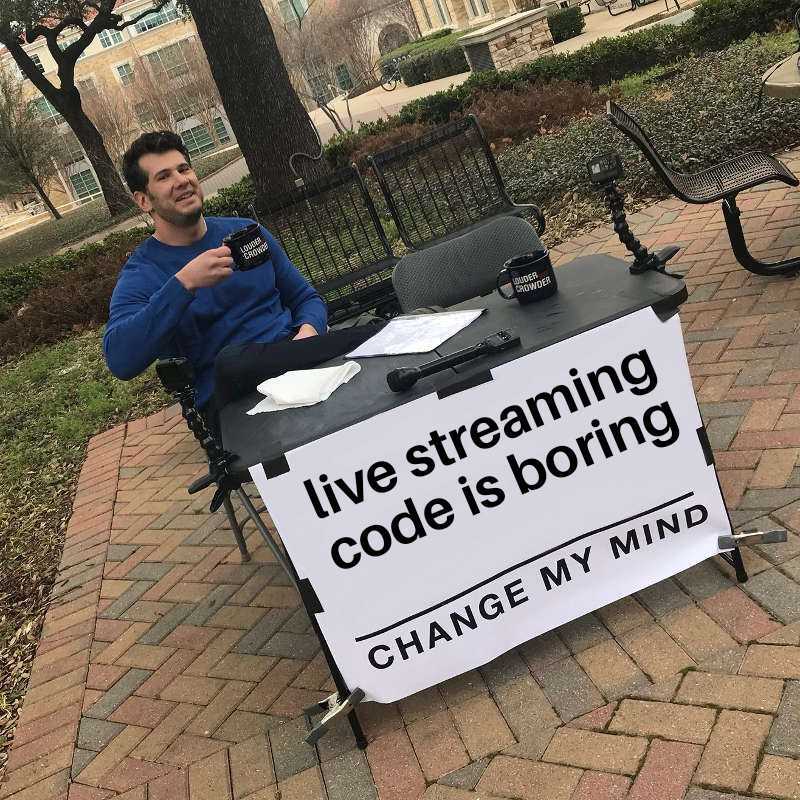 LOUDER
CROWDER
LOUDER
CROWDER
live streaming
code is boring
CHANGE MY MIND